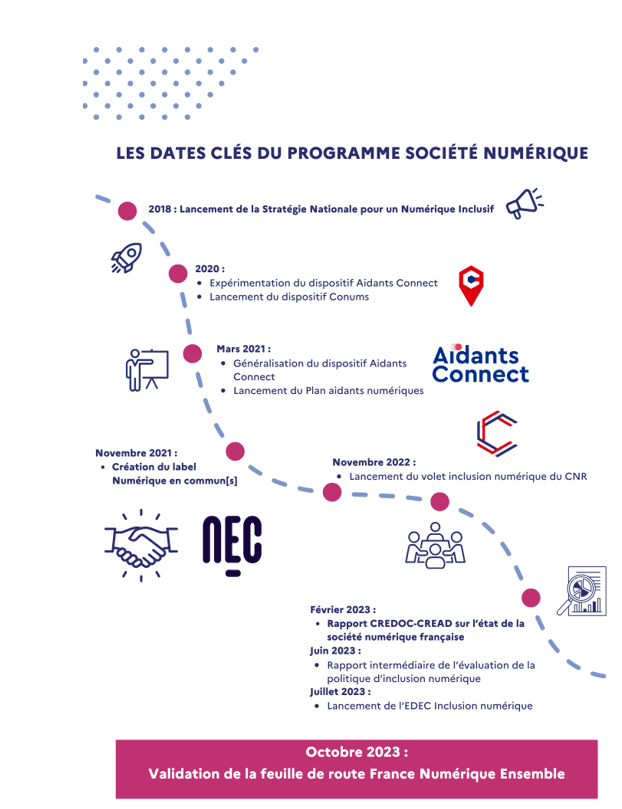 LES DATES CLÉS DU PROGRAMME SOCIÉTÉ NUMÉRIQUE
2018 : Lancement de la Stratégie Nationale pour un Numérique Inclusif
2020 :
• Expérimentation du dispositif Aidants Connect
• Lancement du dispositif Conums
Mars 2021 :
• Généralisation du dispositif Aidants
Connect
• Lancement du Plan aidants numériques
Aidants
Connect
Novembre 2021 :
• Création du label
Numérique en commun[s]
NEC
Novembre 2022 :
• Lancement du volet inclusion numérique du CNR
Février 2023 :
• Rapport CREDOC-CREAD sur l'état de la
société numérique française
Juin 2023 :
• Rapport intermédiaire de l'évaluation de la
politique d'inclusion numérique
Juillet 2023 :
• Lancement de l'EDEC Inclusion numérique
Octobre 2023 :
Validation de la feuille de route France Numérique Ensemble